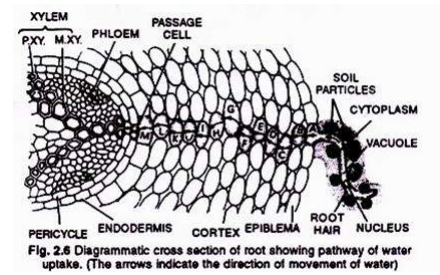 XYLEM
P.XY. M.XY.
PHLOEM
PASSAGE
CELL
SOIL
PARTICLES
CYTOPLASM
VACUOLE
G
M L K J I H F E D C B A
PERICYCLE
ENDODERMIS
CORTEX
EPIBLEMA
ROOT
HAIR
NUCLEUS
Fig. 2.6 Diagrammatic cross section of root showing pathway of water
uptake. (The arrows indicate the direction of movement of water)